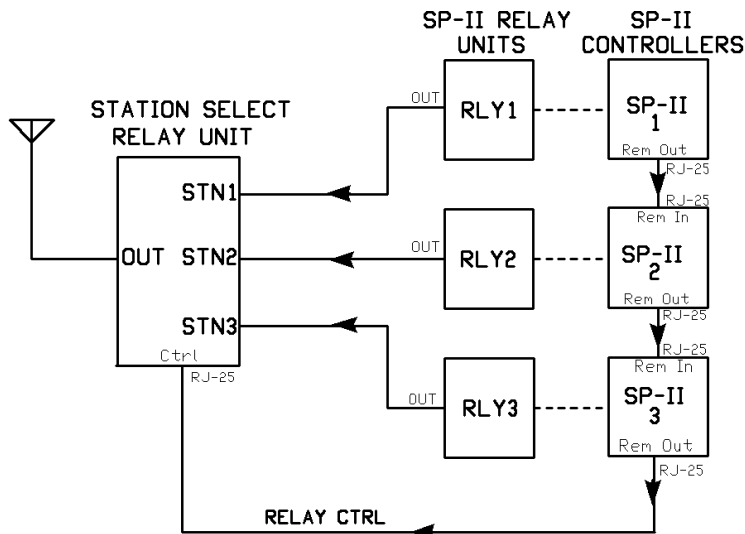 SP-II RELAY
UNITS
SP-II
CONTROLLERS
STATION SELECT
RELAY UNIT
OUT
RLY1
SP-II
1
Rem Out
RJ-25
STN1
RJ-25
Rem In
OUT
STN2
OUT
RLY2
SP-II
2
Rem Out
RJ-25
STN3
RJ-25
Rem In
Ctrl
RJ-25
OUT
RLY3
SP-II
3
Rem Out
RJ-25
RELAY CTRL